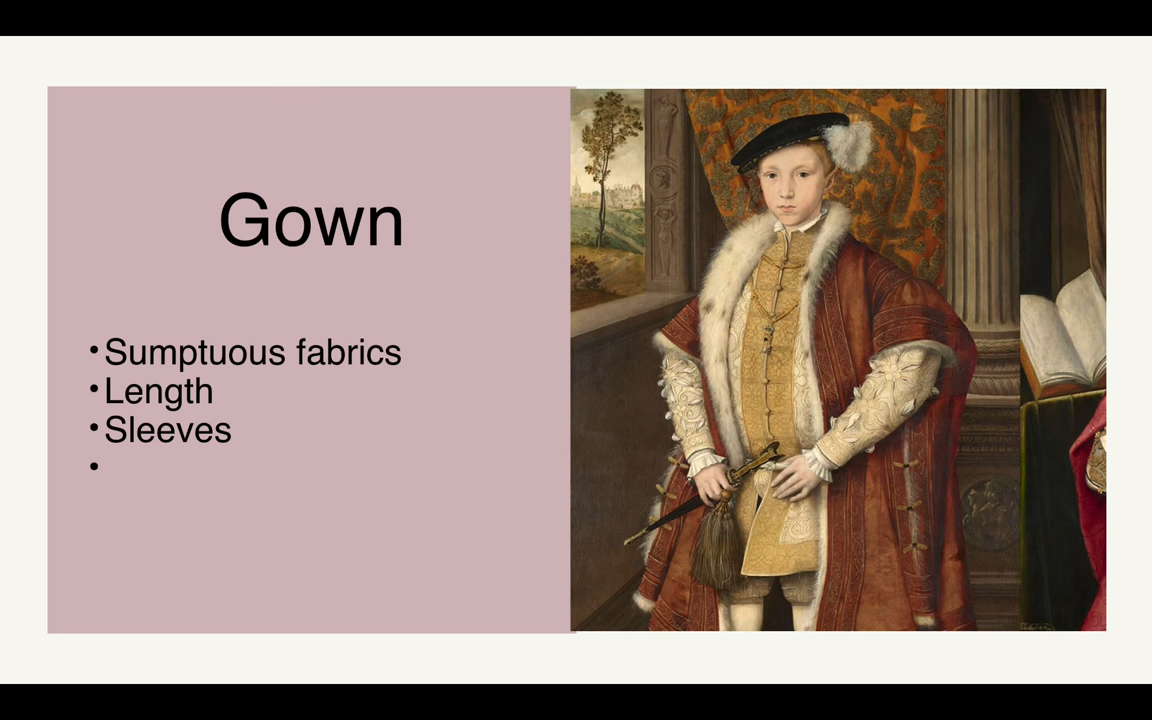 Gown
• Sumptuous fabrics
• Length
• Sleeves
•